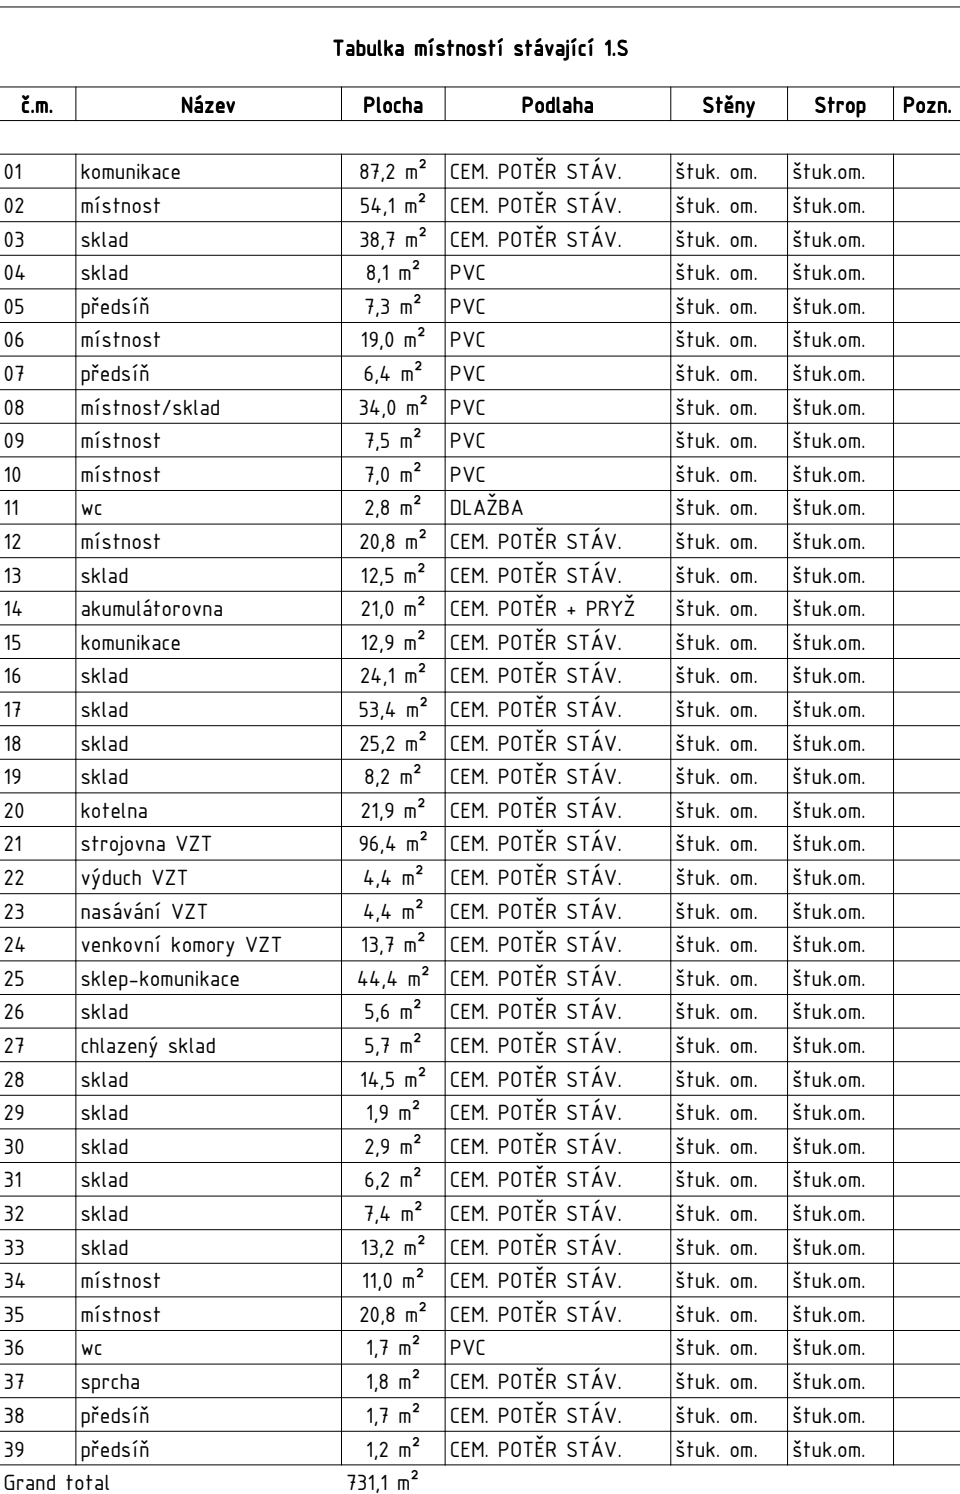 Tabulka místností stávající 1.S
č.m. Název Plocha Podlaha Stěny Strop Pozn.
01 komunikace 87,2 m² CEM. POTĚR STÁV. štuk. om. štuk.om.
02 místnost 54,1 m² CEM. POTĚR STÁV. štuk. om. štuk.om.
03 sklad 38,7 m² CEM. POTĚR STÁV. štuk. om. štuk.om.
04 sklad 8,1 m² PVC štuk. om. štuk.om.
05 předsíň 7,3 m² PVC štuk. om. štuk.om.
06 místnost 19,0 m² PVC štuk. om. štuk.om.
07 předsíň 6,4 m² PVC štuk. om. štuk.om.
08 místnost/sklad 34,0 m² PVC štuk. om. štuk.om.
09 místnost 7,5 m² PVC štuk. om. štuk.om.
10 místnost 7,0 m² PVC štuk. om. štuk.om.
11 wc 2,8 m² DLAŽBA štuk. om. štuk.om.
12 místnost 20,8 m² CEM. POTĚR STÁV. štuk. om. štuk.om.
13 sklad 12,5 m² CEM. POTĚR STÁV. štuk. om. štuk.om.
14 akumulátorovna 21,0 m² CEM. POTĚR + PRYŽ štuk. om. štuk.om.
15 komunikace 12,9 m² CEM. POTĚR STÁV. štuk. om. štuk.om.
16 sklad 24,1 m² CEM. POTĚR STÁV. štuk. om. štuk.om.
17 sklad 53,4 m² CEM. POTĚR STÁV. štuk. om. štuk.om.
18 sklad 25,2 m² CEM. POTĚR STÁV. štuk. om. štuk.om.
19 sklad 8,2 m² CEM. POTĚR STÁV. štuk. om. štuk.om.
20 kotelna 21,9 m² CEM. POTĚR STÁV. štuk. om. štuk.om.
21 strojovna VZT 96,4 m² CEM. POTĚR STÁV. štuk. om. štuk.om.
22 výduch VZT 4,4 m² CEM. POTĚR STÁV. štuk. om. štuk.om.
23 nasávání VZT 4,4 m² CEM. POTĚR STÁV. štuk. om. štuk.om.
24 venkovní komory VZT 13,7 m² CEM. POTĚR STÁV. štuk. om. štuk.om.
25 sklep-komunikace 44,4 m² CEM. POTĚR STÁV. štuk. om. štuk.om.
26 sklad 5,6 m² CEM. POTĚR STÁV. štuk. om. štuk.om.
27 chlazený sklad 5,7 m² CEM. POTĚR STÁV. štuk. om. štuk.om.
28 sklad 14,5 m² CEM. POTĚR STÁV. štuk. om. štuk.om.
29 sklad 1,9 m² CEM. POTĚR STÁV. štuk. om. štuk.om.
30 sklad 2,9 m² CEM. POTĚR STÁV. štuk. om. štuk.om.
31 sklad 6,2 m² CEM. POTĚR STÁV. štuk. om. štuk.om.
32 sklad 7,4 m² CEM. POTĚR STÁV. štuk. om. štuk.om.
33 sklad 13,2 m² CEM. POTĚR STÁV. štuk. om. štuk.om.
34 místnost 11,0 m² CEM. POTĚR STÁV. štuk. om. štuk.om.
35 místnost 20,8 m² CEM. POTĚR STÁV. štuk. om. štuk.om.
36 wc 1,7 m² PVC štuk. om. štuk.om.
37 sprcha 1,8 m² CEM. POTĚR STÁV. štuk. om. štuk.om.
38 předsíň 1,7 m² CEM. POTĚR STÁV. štuk. om. štuk.om.
39 předsíň 1,2 m² CEM. POTĚR STÁV. štuk. om. štuk.om.
Grand total 731,1 m²